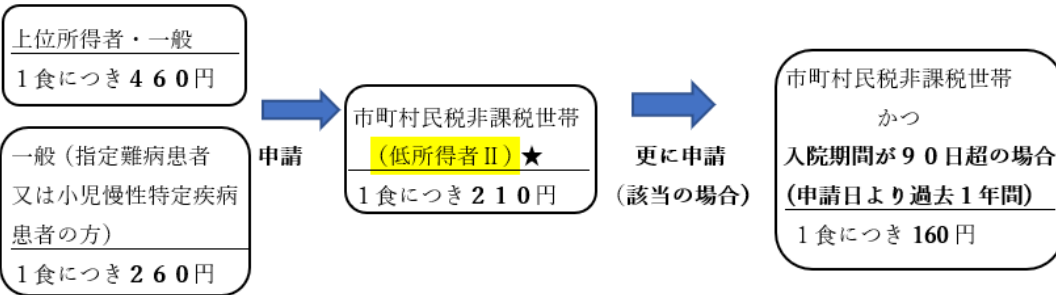 上位所得者・一般
１食につき４６０円
一般（指定難病患者
又は小児慢性特定疾病
患者の方）
１食につき２６０円
申請
市町村民税非課税世帯
（低所得者Ⅱ）★
１食につき２１０円
更に申請
（該当の場合）
市町村民税非課税世帯
かつ
入院期間が９０日超の場合
（申請日より過去１年間）
１食につき 160 円